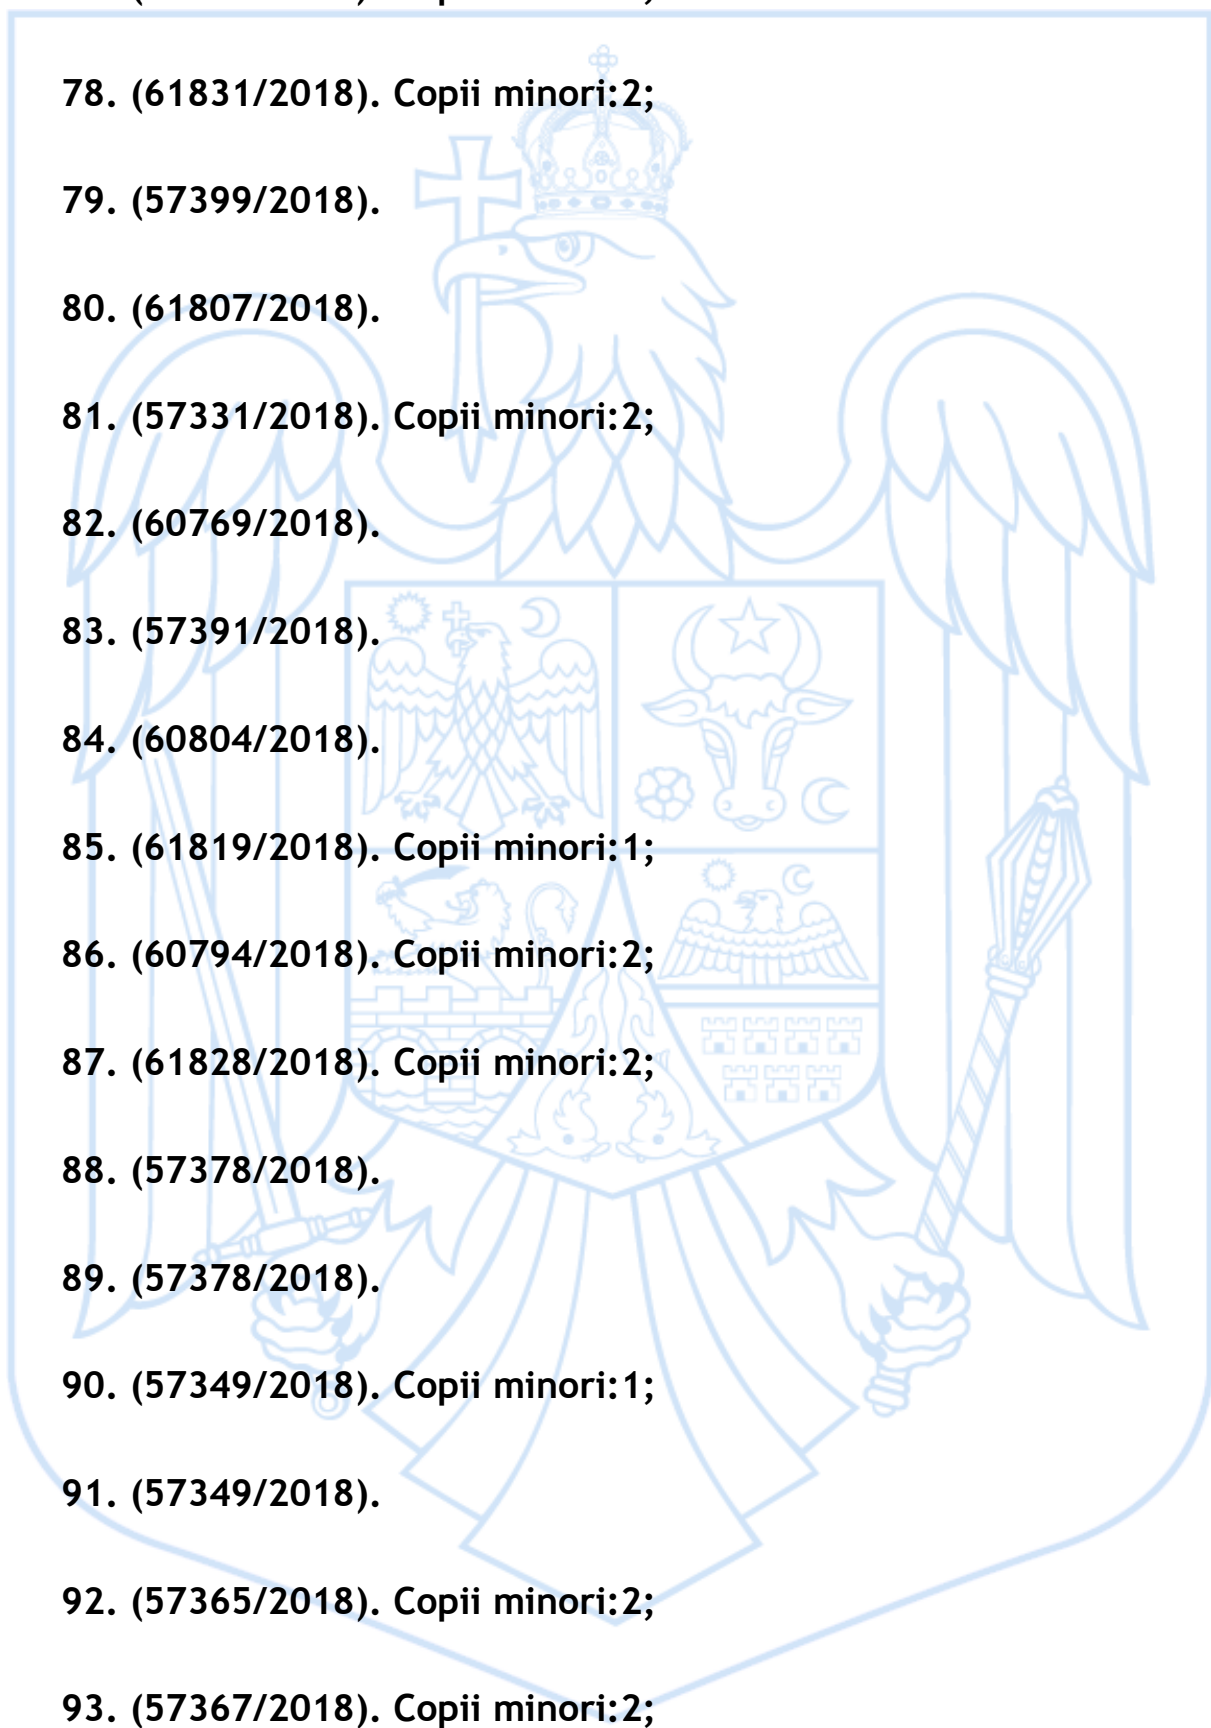 78. (61831/2018). Copii minori:2;
79. (57399/2018).
80. (61807/2018).
81. (57331/2018). Copii minori:2;
82. (60769/2018).
83. (57391/2018).
84. (60804/2018).
85. (61819/2018). Copii minori:1;
86. (60794/2018). Copii minori:2;
87. (61828/2018). Copii minori:2;
88. (57378/2018).
89. (57378/2018).
90. (57349/2018). Copii minori:1;
91. (57349/2018).
92. (57365/2018). Copii minori:2;
93. (57367/2018). Copii minori:2;